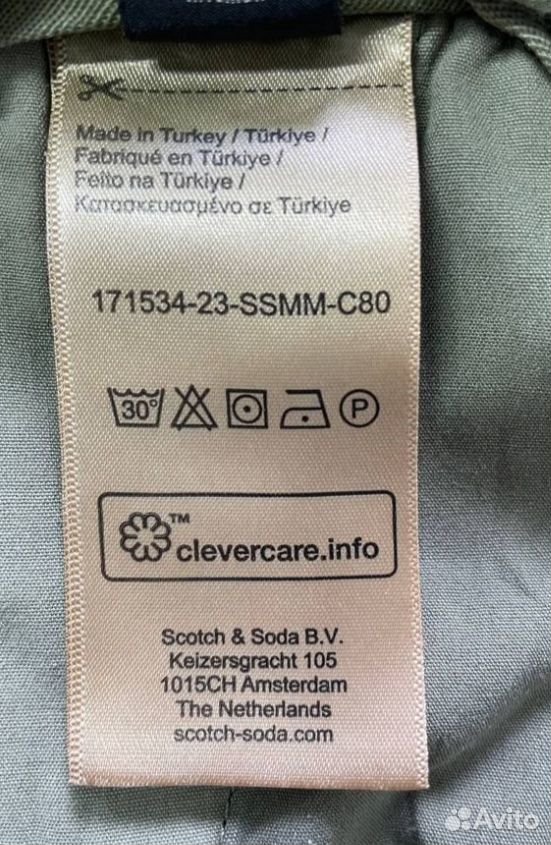 Made in Turkey / Türkiye /
Fabriqué en Türkiye /
Feito na Türkiye /
Κατασκευασμένο σε Türkiye
171534-23-SSMM-C80
30°
P
™
clevercare.info
Scotch & Soda B.V.
Keizersgracht 105
1015CH Amsterdam
The Netherlands
scotch-soda.com
Avito